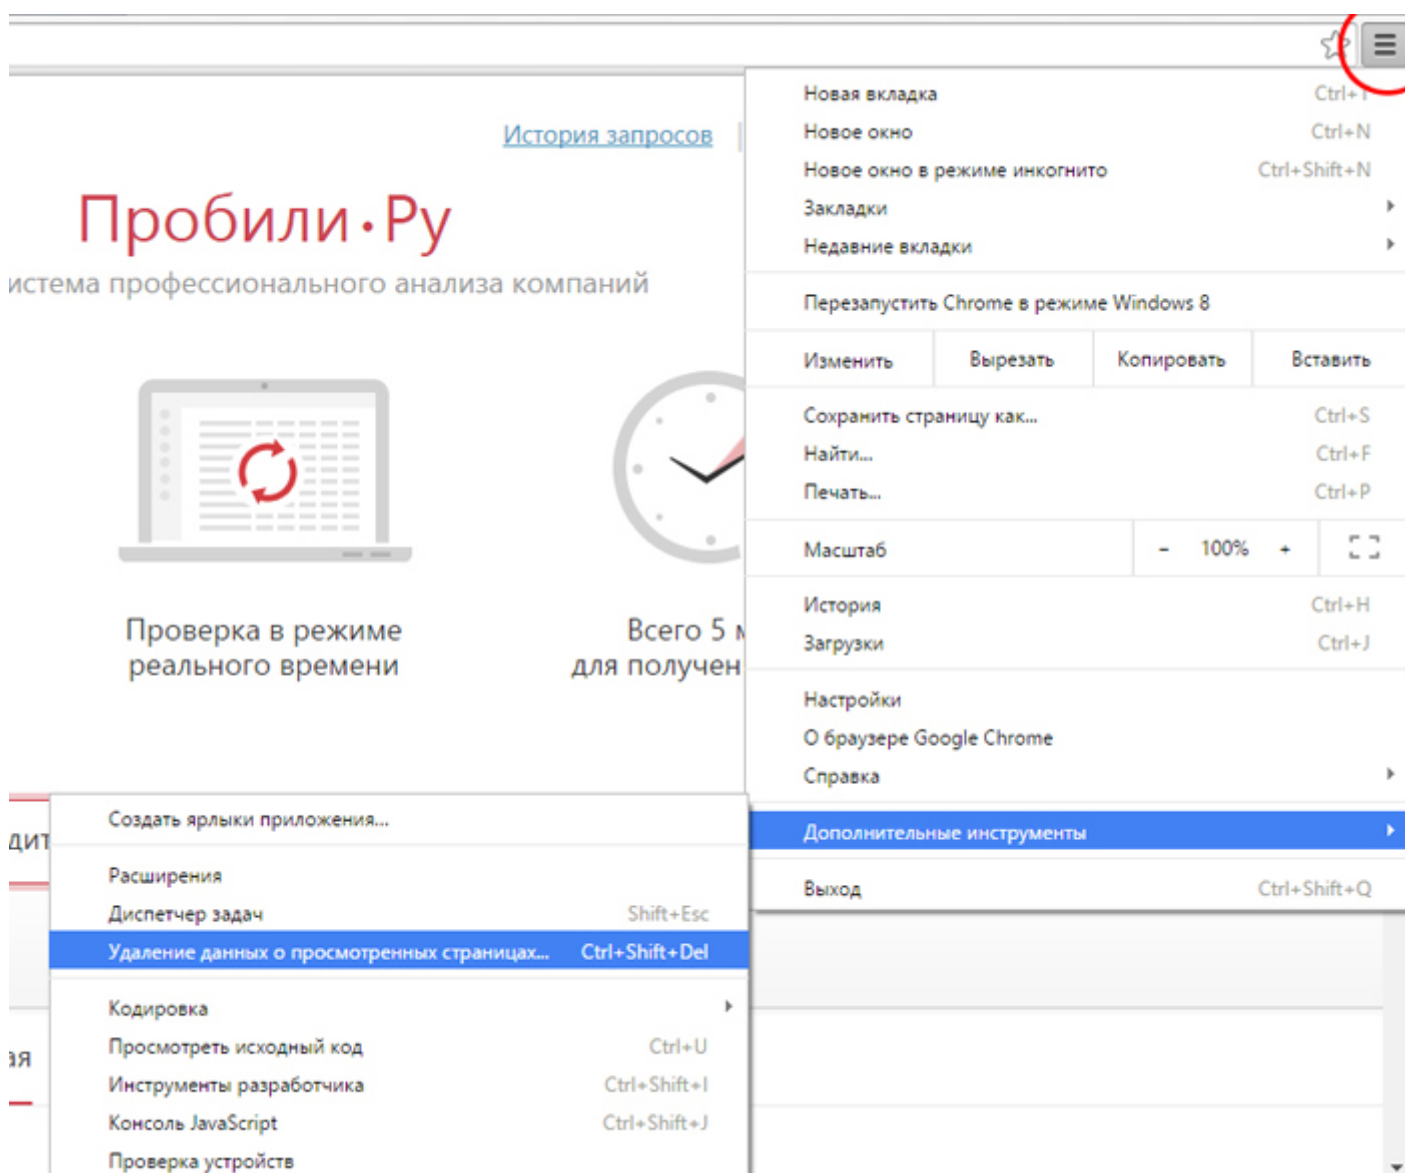 История запросов
Пробили·Ру
истема профессионального анализа компаний
Проверка в режиме
реального времени
Всего 5 м
для получен
дит
ая
Новая вкладка Ctrl+T
Новое окно Ctrl+N
Новое окно в режиме инкогнито Ctrl+Shift+N
Закладки
Недавние вкладки
Перезапустить Chrome в режиме Windows 8
Изменить Вырезать Копировать Вставить
Сохранить страницу как... Ctrl+S
Найти... Ctrl+F
Печать... Ctrl+P
Масштаб - 100% +
История Ctrl+H
Загрузки Ctrl+J
Настройки
О браузере Google Chrome
Справка
Дополнительные инструменты
Выход Ctrl+Shift+Q
Создать ярлыки приложения...
Расширения
Диспетчер задач Shift+Esc
Удаление данных о просмотренных страницах... Ctrl+Shift+Del
Кодировка
Просмотреть исходный код Ctrl+U
Инструменты разработчика Ctrl+Shift+I
Консоль JavaScript Ctrl+Shift+J
Проверка устройств